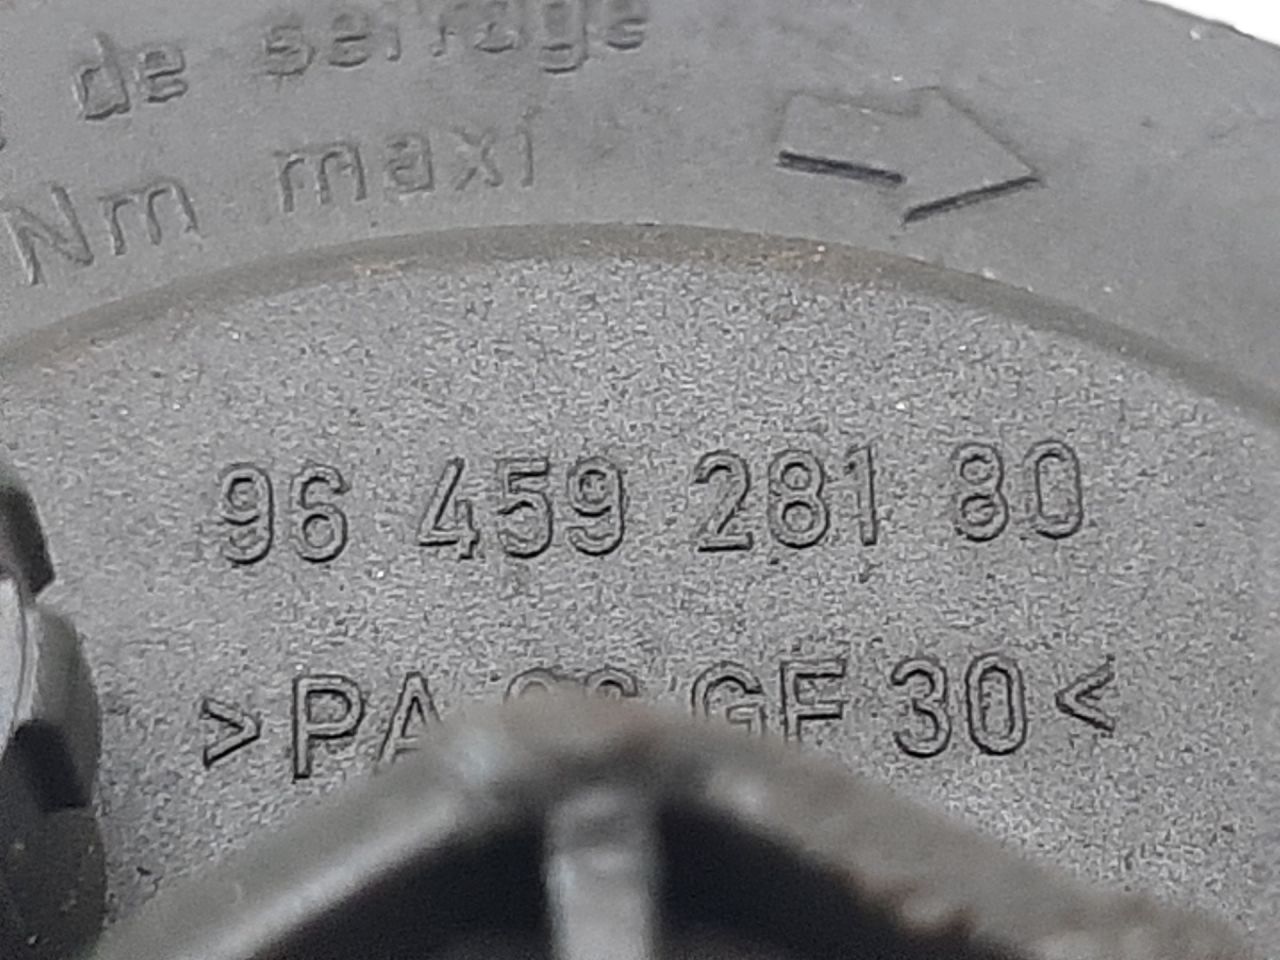 de serrage
Nm maxi
96 459 281 80
>PA GF 30<